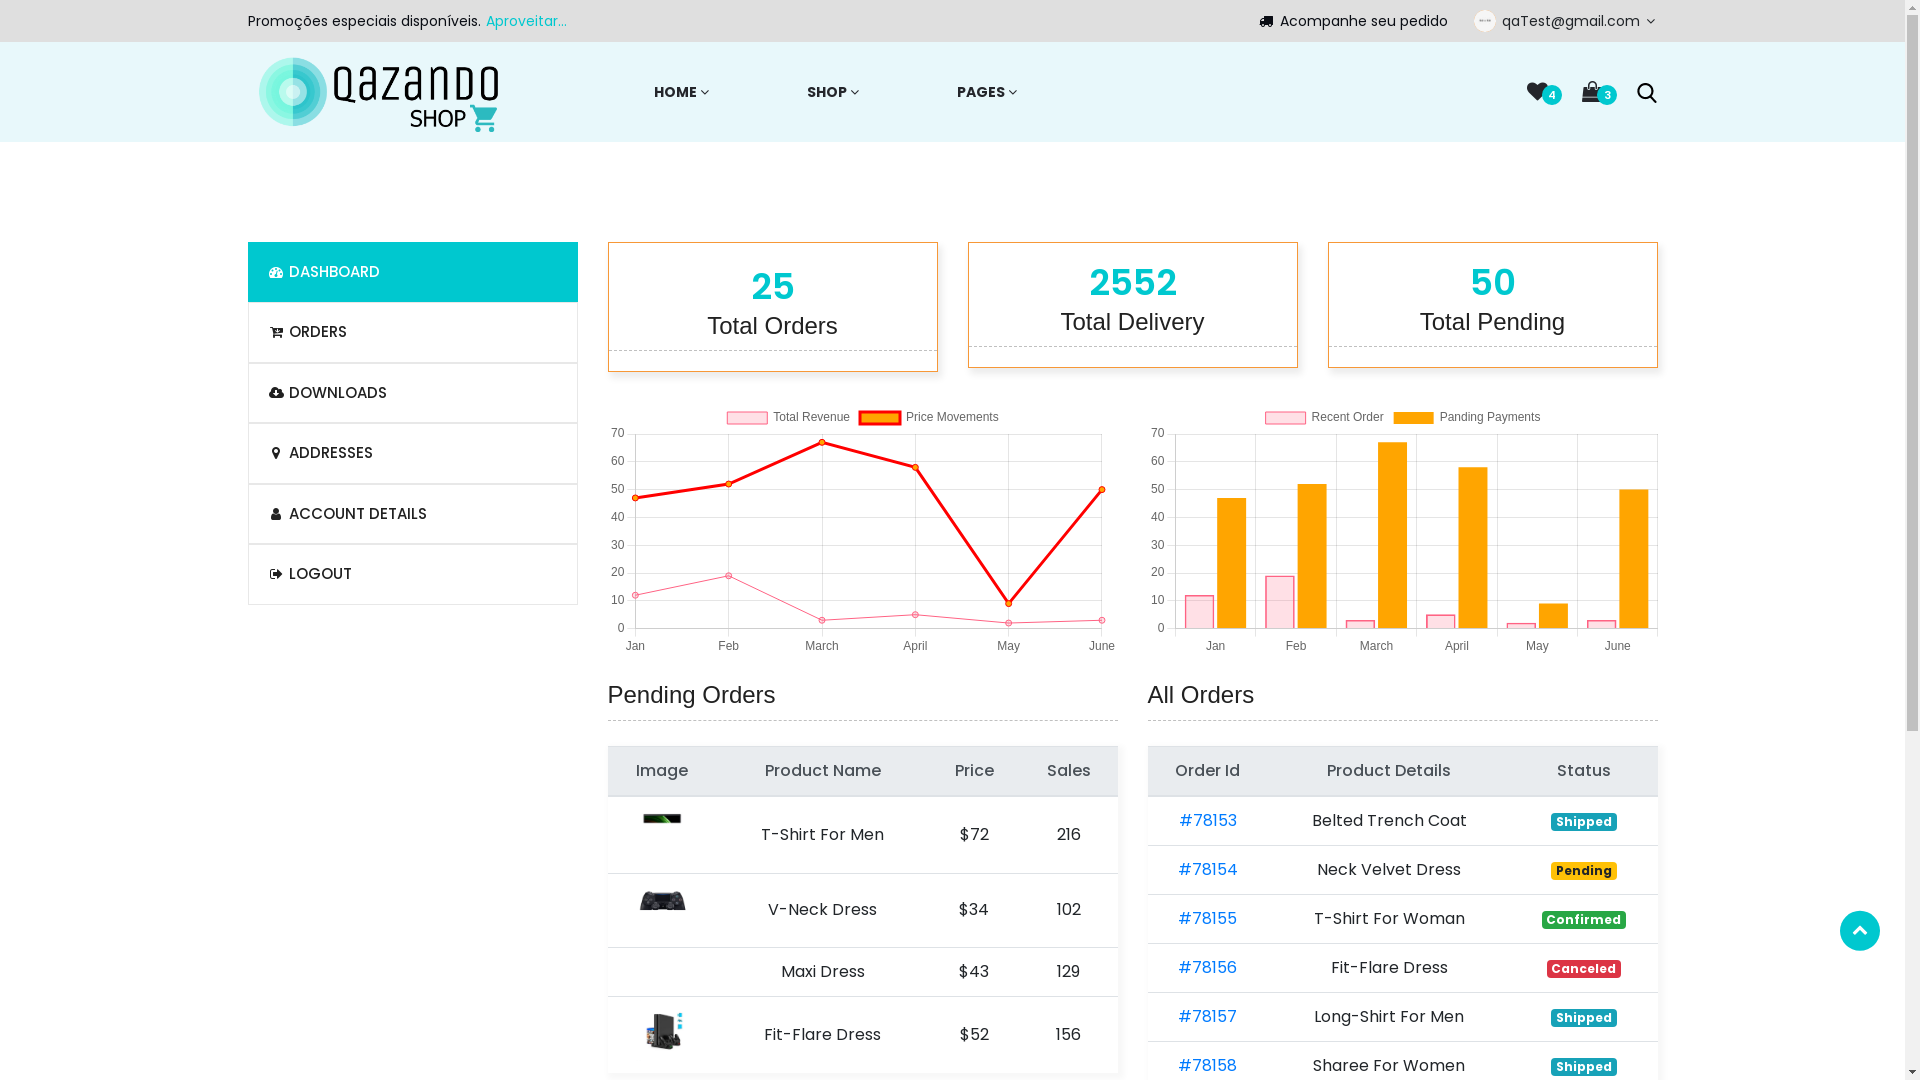 Promoções especiais disponíveis. Aproveitar...
Acompanhe seu pedido
qaTest@gmail.com
QAZANDO
SHOP
HOME
SHOP
PAGES
4
3
DASHBOARD
ORDERS
DOWNLOADS
ADDRESSES
ACCOUNT DETAILS
LOGOUT
25
Total Orders
2552
Total Delivery
50
Total Pending
Total Revenue
Price Movements
70
60
50
40
30
20
10
0
Jan
Feb
March
April
May
June
Recent Order
Panding Payments
70
60
50
40
30
20
10
0
Jan
Feb
March
April
May
June
Pending Orders
Image Product Name Price Sales
T-Shirt For Men $72 216
V-Neck Dress $34 102
Maxi Dress $43 129
Fit-Flare Dress $52 156
All Orders
Order Id Product Details Status
#78153 Belted Trench Coat Shipped
#78154 Neck Velvet Dress Pending
#78155 T-Shirt For Woman Confirmed
#78156 Fit-Flare Dress Canceled
#78157 Long-Shirt For Men Shipped
#78158 Sharee For Women Shipped